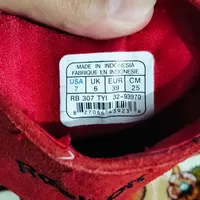 MADE IN INDONESIA
FABRIQUE EN INDONESIE
USA UK EUR CM
7 6 39 25
RB 307 TYI 32-93970